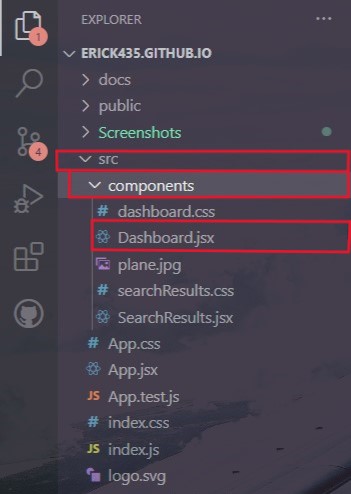 EXPLORER
1
ERICK435.GITHUB.IO
docs
public
Screenshots
4
src
components
# dashboard.css
Dashboard.jsx
plane.jpg
# searchResults.css
SearchResults.jsx
# App.css
App.jsx
JS App.test.js
# index.css
JS index.js
logo.svg